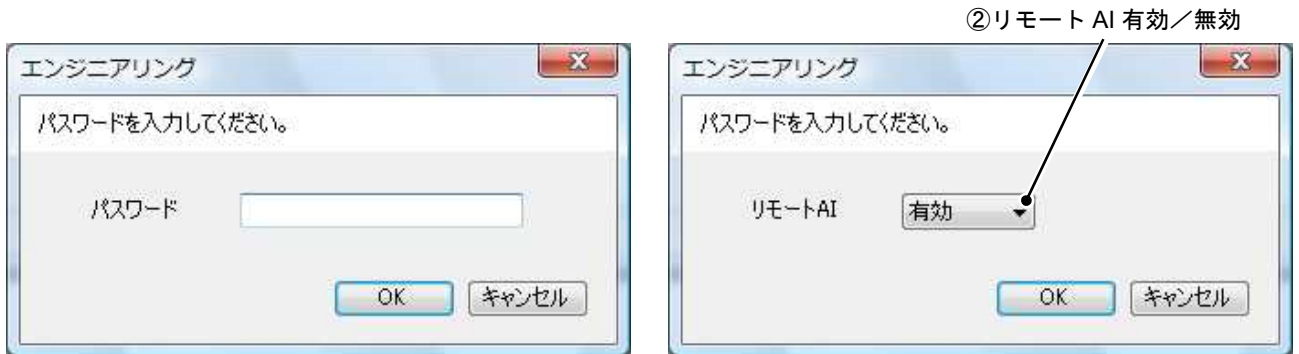 ②リモート AI 有効／無効
エンジニアリング
パスワードを入力してください。
パスワード
OK キャンセル
エンジニアリング
パスワードを入力してください。
リモートAI 有効
OK キャンセル